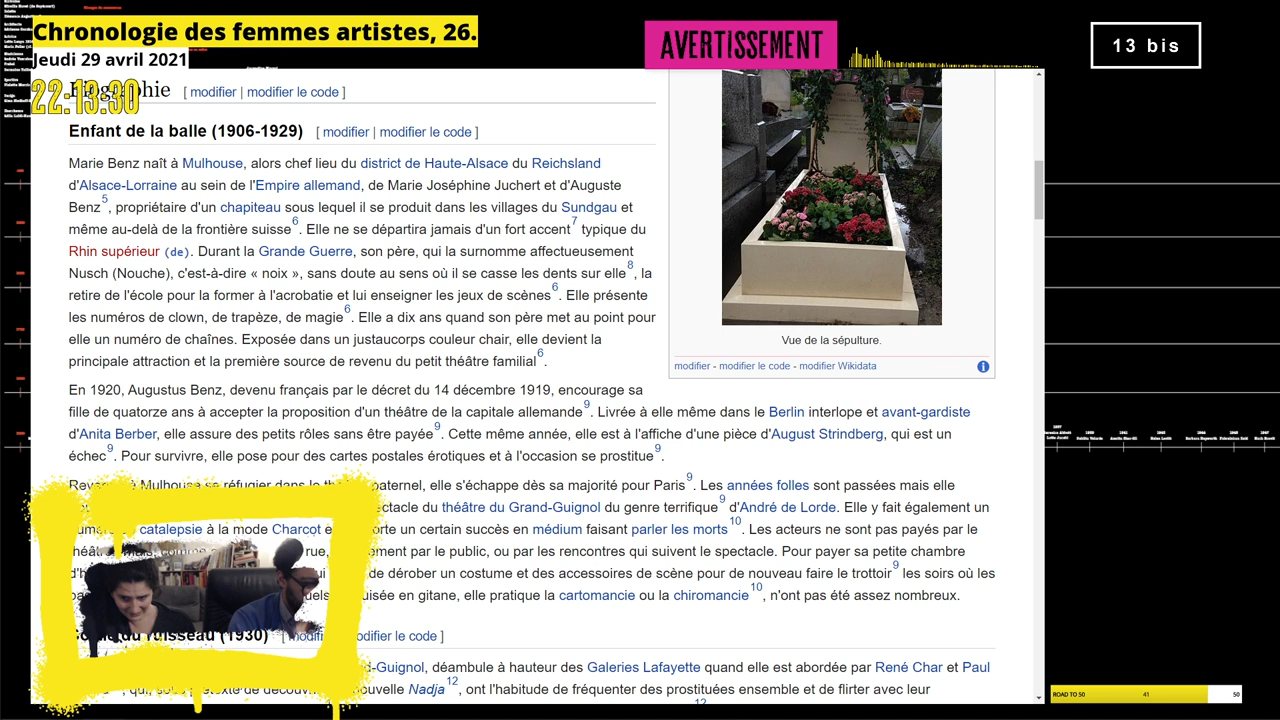 Chronologie des femmes artistes, 26.
Jeudi 29 avril 2021
22:13:30
AVERTISSEMENT
13 bis
[ modifier | modifier le code ]
Enfant de la balle (1906-1929) [ modifier | modifier le code ]
Marie Benz naît à Mulhouse, alors chef lieu du district de Haute-Alsace du Reichsland
d'Alsace-Lorraine au sein de l'Empire allemand, de Marie Joséphine Juchert et d'Auguste
Benz5, propriétaire d'un chapiteau sous lequel il se produit dans les villages du Sundgau et
même au-delà de la frontière suisse6. Elle ne se départira jamais d'un fort accent7 typique du
Rhin supérieur (de). Durant la Grande Guerre, son père, qui la surnomme affectueusement
Nusch (Nouche), c'est-à-dire « noix », sans doute au sens où il se casse les dents sur elle8, la
retire de l'école pour la former à l'acrobatie et lui enseigner les jeux de scènes6. Elle présente
les numéros de clown, de trapèze, de magie6. Elle a dix ans quand son père met au point pour
elle un numéro de chaînes. Exposée dans un justaucorps couleur chair, elle devient la
principale attraction et la première source de revenu du petit théâtre familial6.
Vue de la sépulture.
modifier - modifier le code - modifier Wikidata
En 1920, Augustus Benz, devenu français par le décret du 14 décembre 1919, encourage sa
fille de quatorze ans à accepter la proposition d'un théâtre de la capitale allemande9. Livrée à elle même dans le Berlin interlope et avant-gardiste
d'Anita Berber, elle assure des petits rôles sans être payée9. Cette même année, elle est à l'affiche d'une pièce d'August Strindberg, qui est un
échec9. Pour survivre, elle pose pour des cartes postales érotiques et à l'occasion se prostitue9.
à Mulhouse se réfugier dans le paternel, elle s'échappe dès sa majorité pour Paris9. Les années folles sont passées mais elle
du théâtre du Grand-Guignol du genre terrifique9 d'André de Lorde. Elle y fait également un
catalepsie à la mode Charcot et un certain succès en médium faisant parler les morts10. Les acteurs ne sont pas payés par le
rue, par le public, ou par les rencontres qui suivent le spectacle. Pour payer sa petite chambre
de dérober un costume et des accessoires de scène pour de nouveau faire le trottoir9 les soirs où les
en gitane, elle pratique la cartomancie ou la chiromancie10, n'ont pas été assez nombreux.
du ruisseau (1930) [ modifier | modifier le code ]
Grand-Guignol, déambule à hauteur des Galeries Lafayette quand elle est abordée par René Char et Paul
Nadja12, ont l'habitude de fréquenter des prostituées ensemble et de flirter avec leur
12
ROAD TO 50 41 50